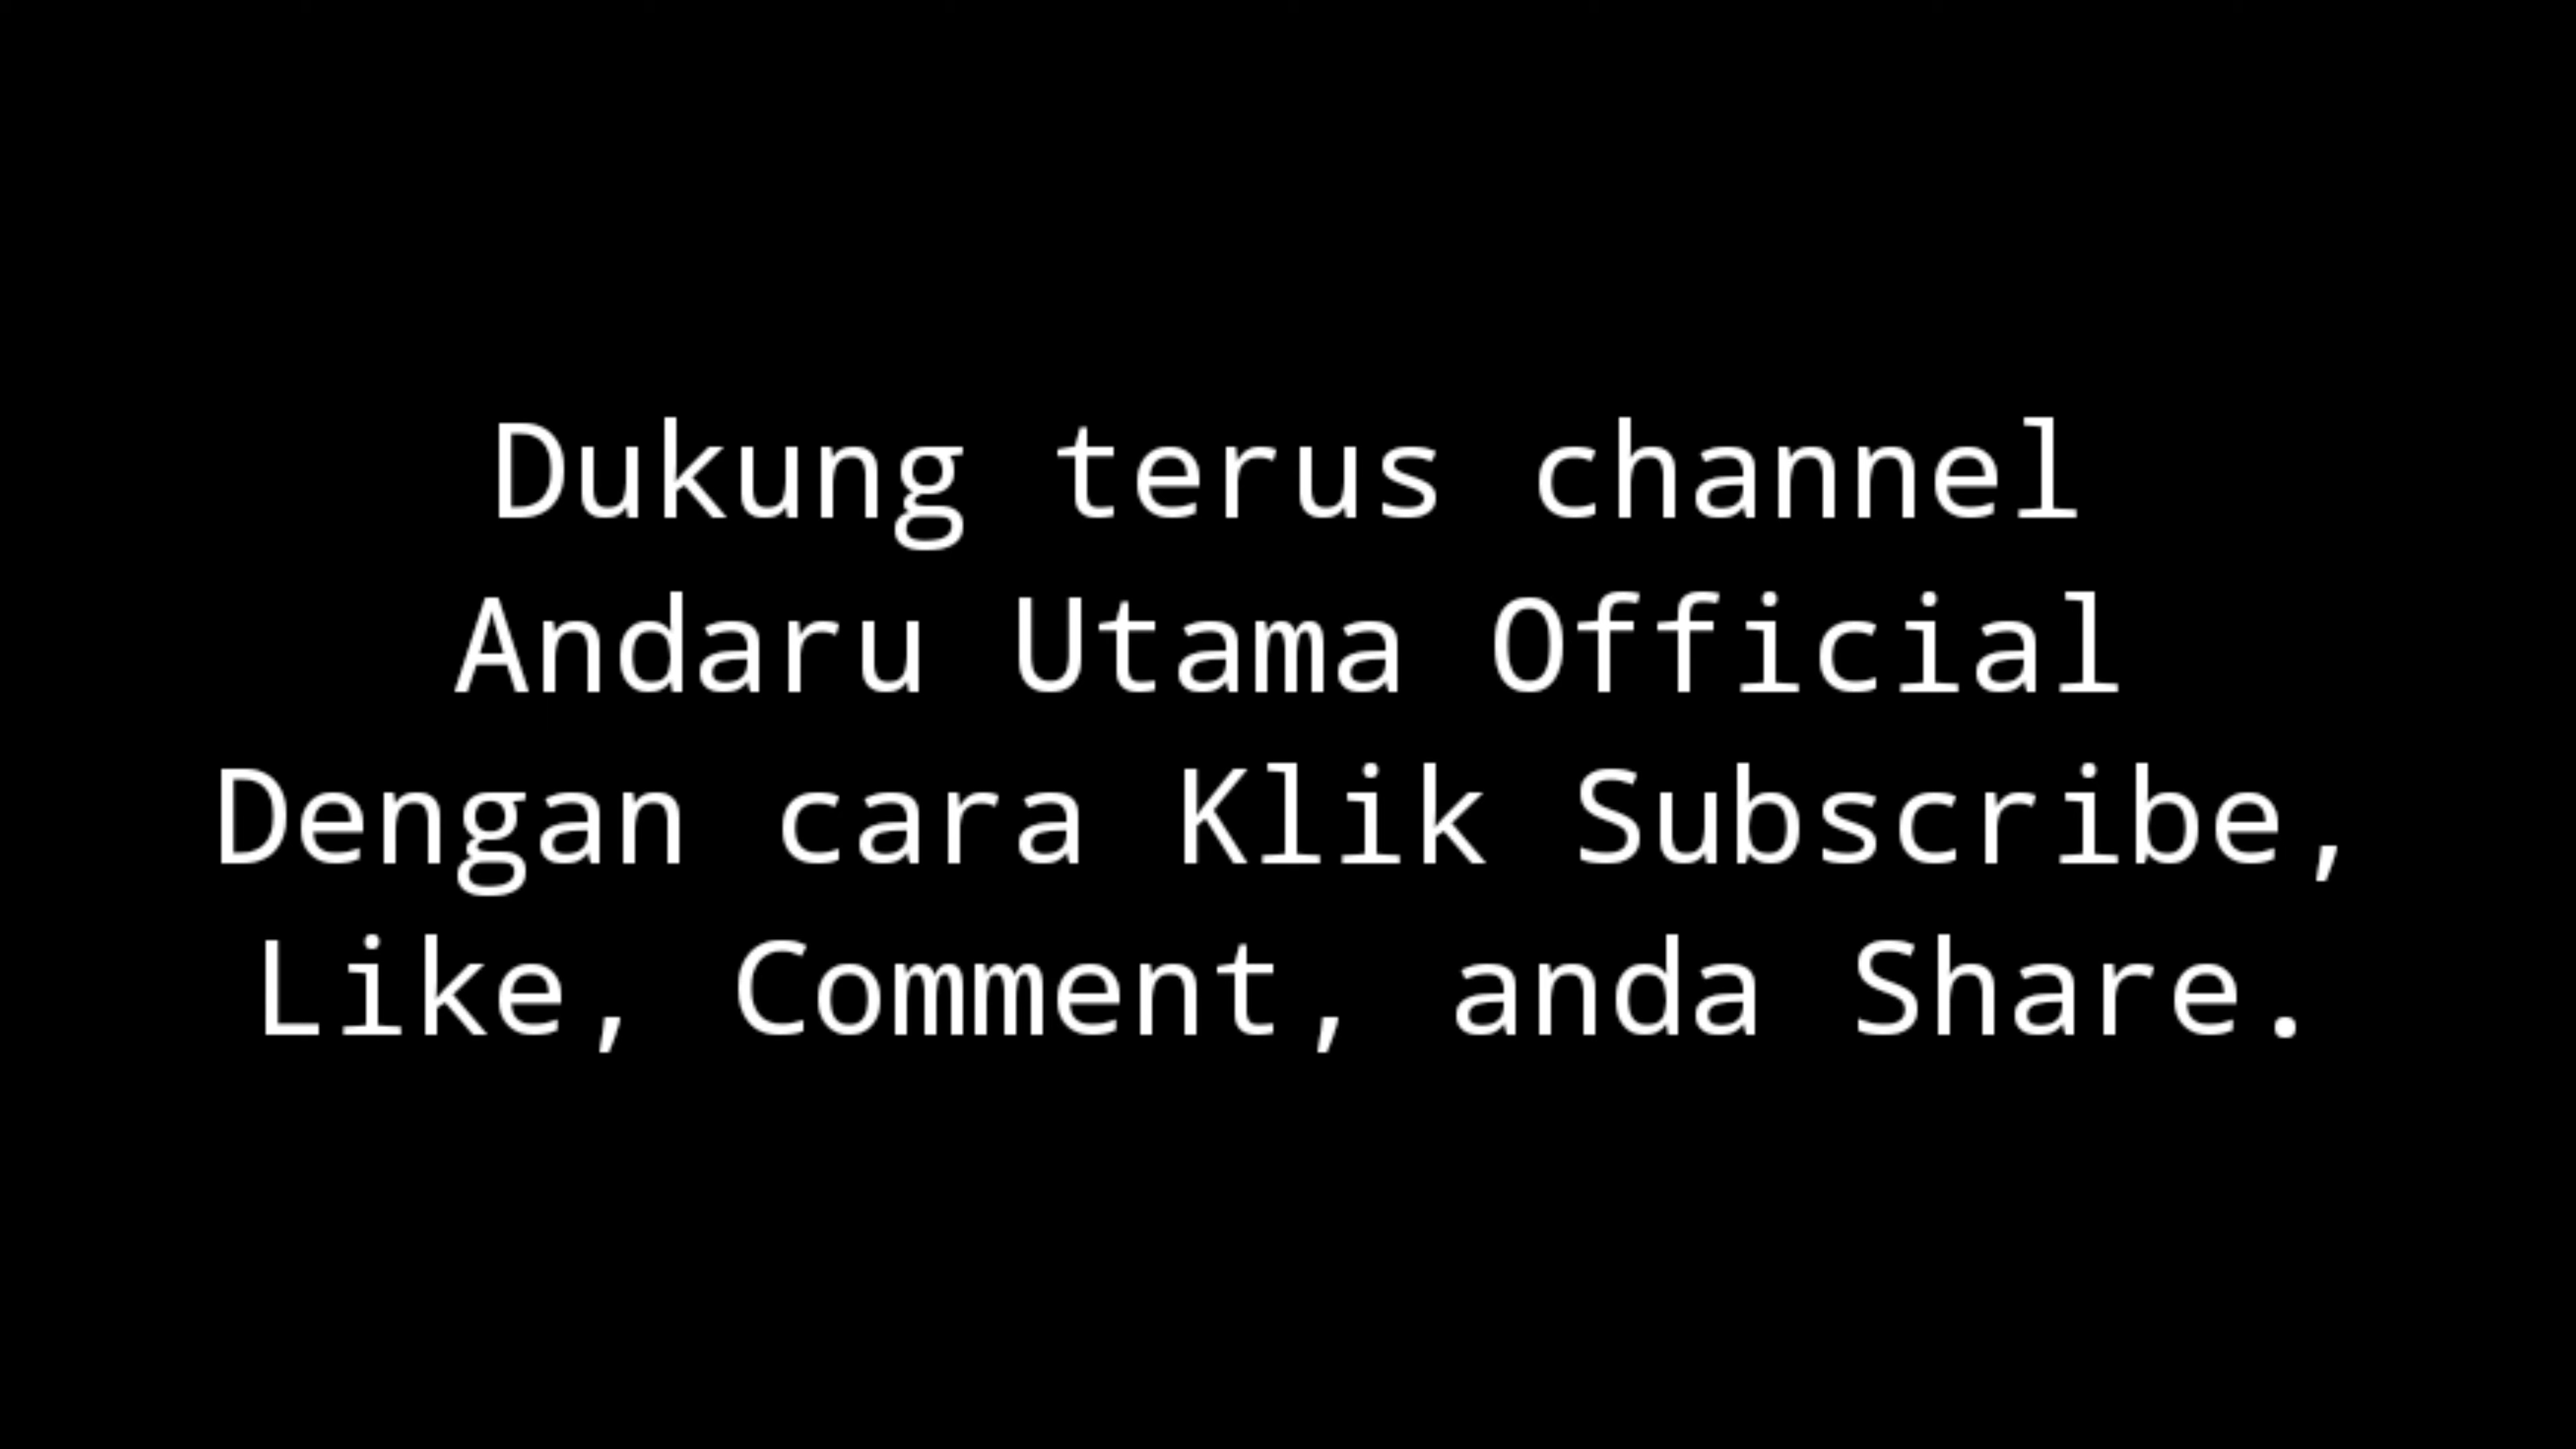 Dukung terus channel
Andaru Utama Official
Dengan cara Klik Subscribe,
Like, Comment, anda Share.